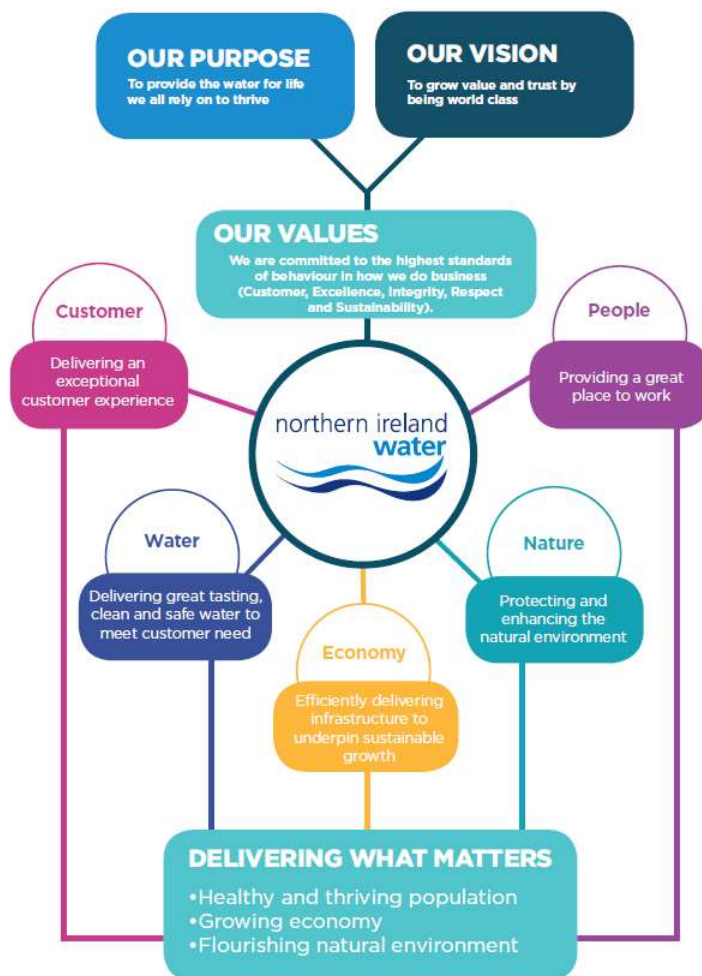 OUR PURPOSE
To provide the water for life
we all rely on to thrive
OUR VISION
To grow value and trust by
being world class
OUR VALUES
We are committed to the highest standards
of behaviour in how we do business
(Customer, Excellence, Integrity, Respect
and Sustainability).
Customer
Delivering an
exceptional
customer experience
People
Providing a great
place to work
northern ireland
water
Water
Delivering great tasting,
clean and safe water to
meet customer need
Nature
Protecting and
enhancing the
natural environment
Economy
Efficiently delivering
infrastructure to
underpin sustainable
growth
DELIVERING WHAT MATTERS
•Healthy and thriving population
•Growing economy
•Flourishing natural environment